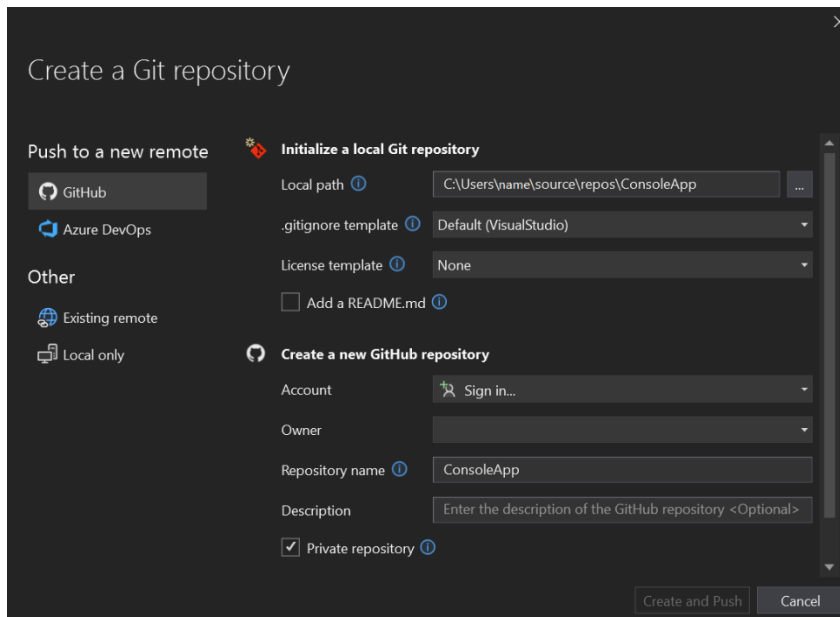 Create a Git repository
Push to a new remote
GitHub
Azure DevOps
Other
Existing remote
Local only
Initialize a local Git repository
Local path C:\Users\name\source\repos\ConsoleApp ...
.gitignore template Default (VisualStudio)
License template None
Add a README.md
Create a new GitHub repository
Account Sign in...
Owner
Repository name ConsoleApp
Description Enter the description of the GitHub repository <Optional>
Private repository
Create and Push Cancel